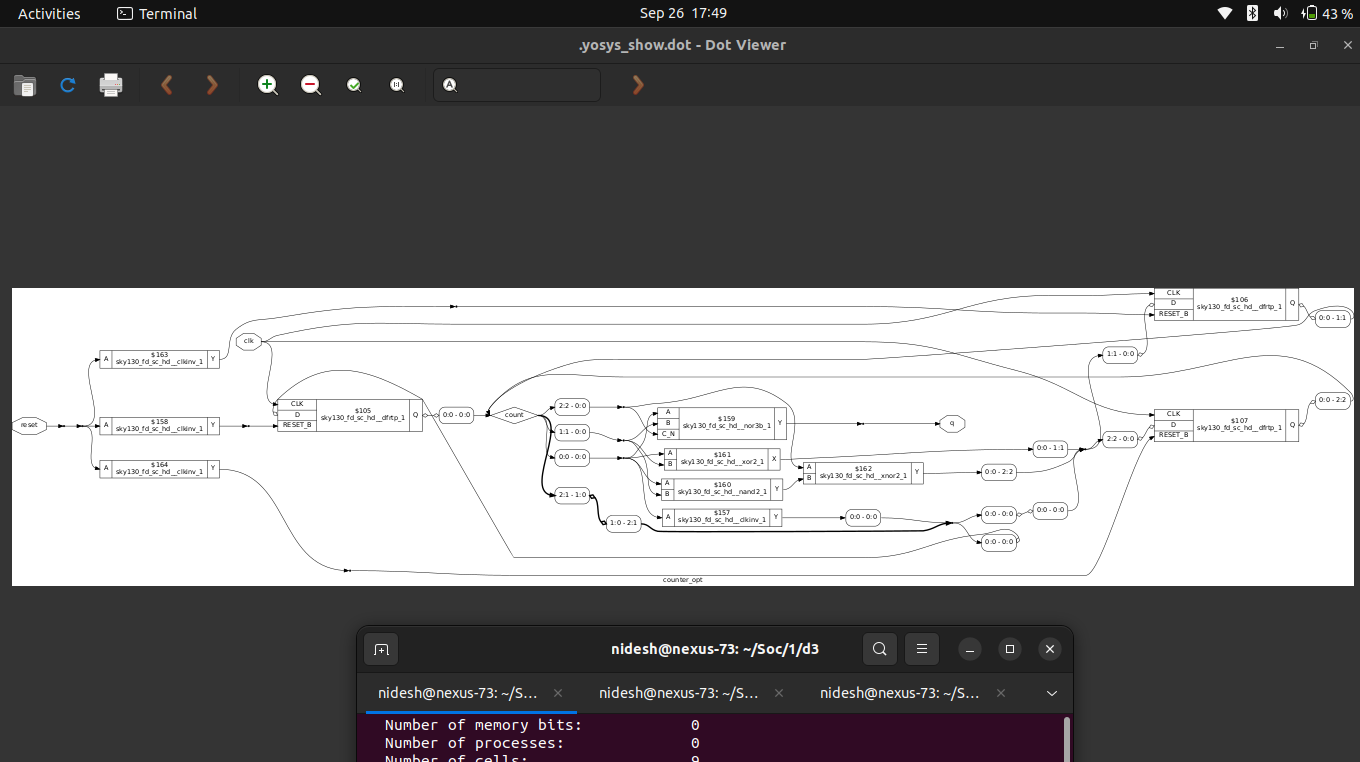 Activities
Terminal
Sep 26 17:49
43 %
.yosys_show.dot - Dot Viewer
A
CLK
D
RESET_B
$106
sky130_fd_sc_hd__dfrtp_1
Q
0:0 - 1:1
clk
A
$163
sky130_fd_sc_hd__clkinv_1
Y
1:1 - 0:0
reset
A
$158
sky130_fd_sc_hd__clkinv_1
Y
A
$164
sky130_fd_sc_hd__clkinv_1
Y
CLK
D
RESET_B
$105
sky130_fd_sc_hd__dfrtp_1
Q
0:0 - 0:0
count
2:2 - 0:0
1:1 - 0:0
0:0 - 0:0
2:1 - 1:0
1:0 - 2:1
A
B
C_N
$159
sky130_fd_sc_hd__nor3b_1
Y
q
A
B
$161
sky130_fd_sc_hd__xor2_1
X
A
B
$160
sky130_fd_sc_hd__nand2_1
Y
A
$157
sky130_fd_sc_hd__clkinv_1
Y
A
B
$162
sky130_fd_sc_hd__xnor2_1
Y
0:0 - 0:0
0:0 - 1:1
0:0 - 2:2
0:0 - 0:0
0:0 - 0:0
0:0 - 0:0
2:2 - 0:0
CLK
D
RESET_B
$107
sky130_fd_sc_hd__dfrtp_1
Q
0:0 - 2:2
counter_opt
nidesh@nexus-73: ~/Soc/1/d3
nidesh@nexus-73: ~/S...
nidesh@nexus-73: ~/S...
nidesh@nexus-73: ~/S...
Number of memory bits: 0
Number of processes: 0
Number of cells: 9